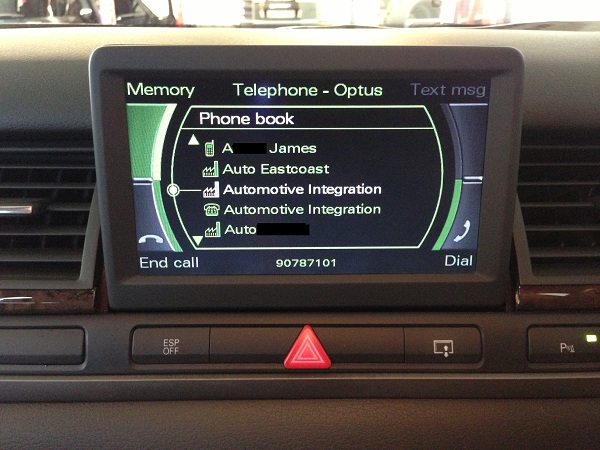 Memory Telephone - Optus Text msg
Phone book
A James
Auto Eastcoast
Automotive Integration
Automotive Integration
Auto
End call 90787101 Dial
ESP
OFF
P